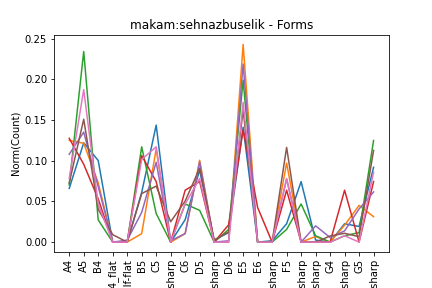 makam:sehnazbuselik - Forms
Norm(Count)
0.25
0.20
0.15
0.10
0.05
0.00
A4
A5
B4
4_flat
lf-flat
B5
C5
sharp
C6
D5
sharp
D6
E5
E6
sharp
F5
sharp
sharp
G4
sharp
G5
sharp